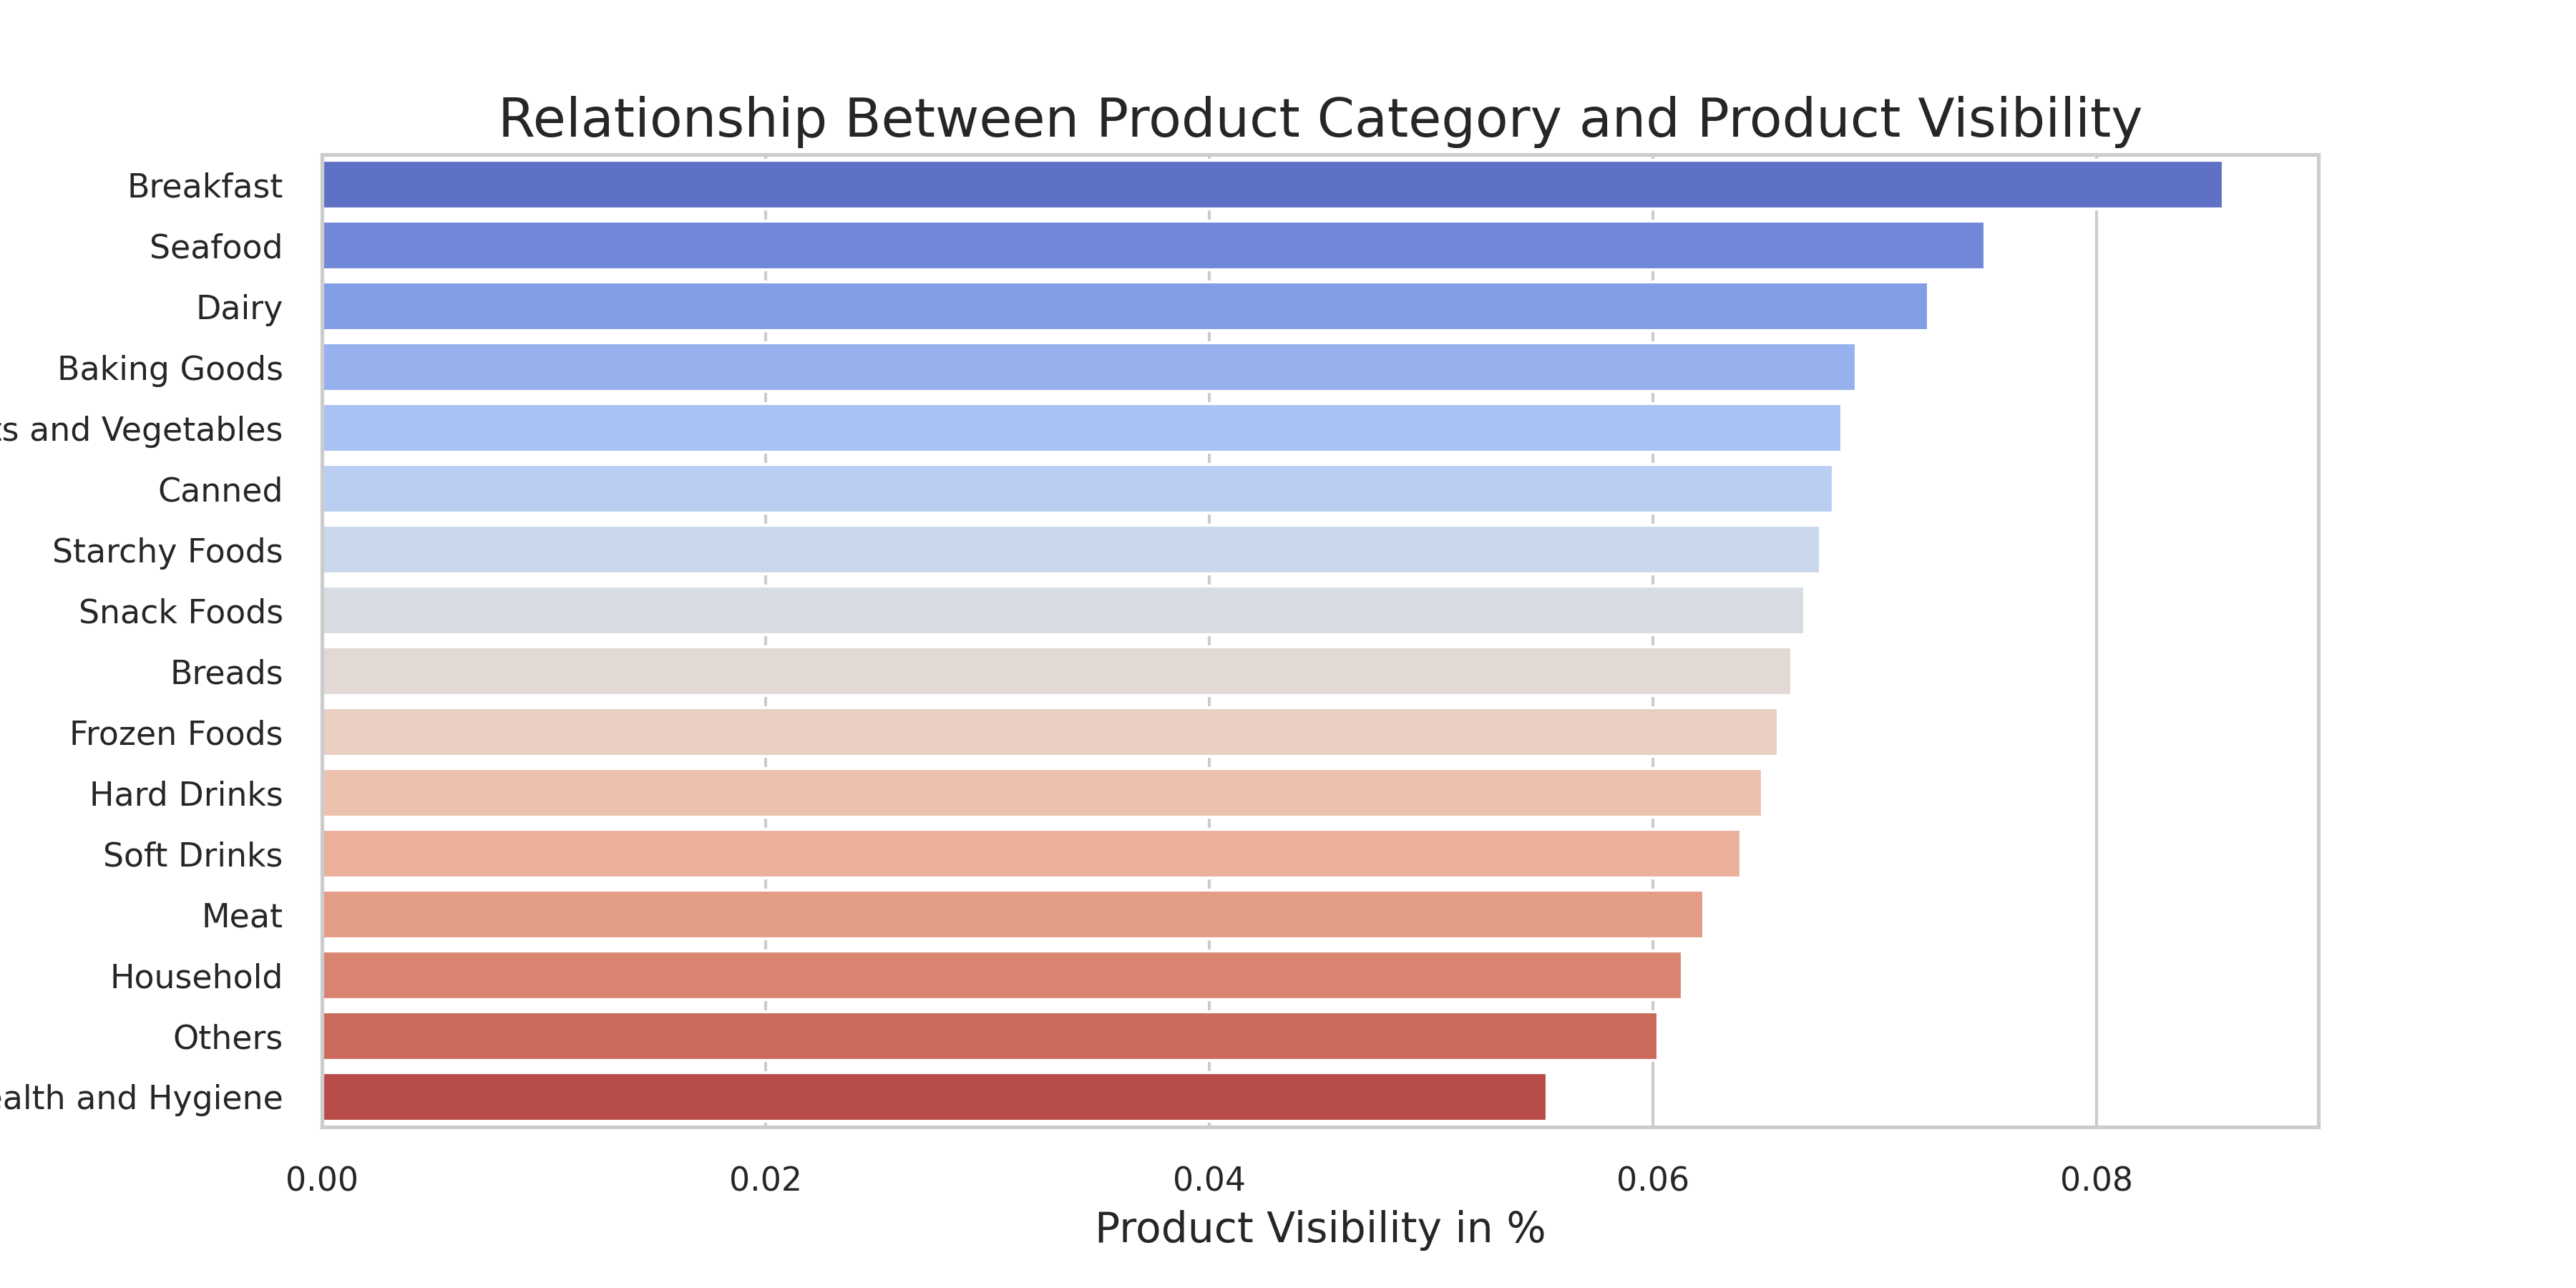 Relationship Between Product Category and Product Visibility
Breakfast
Seafood
Dairy
Baking Goods
and Vegetables
Canned
Starchy Foods
Snack Foods
Breads
Frozen Foods
Hard Drinks
Soft Drinks
Meat
Household
Others
and Hygiene
0.00 0.02 0.04 0.06 0.08
Product Visibility in %